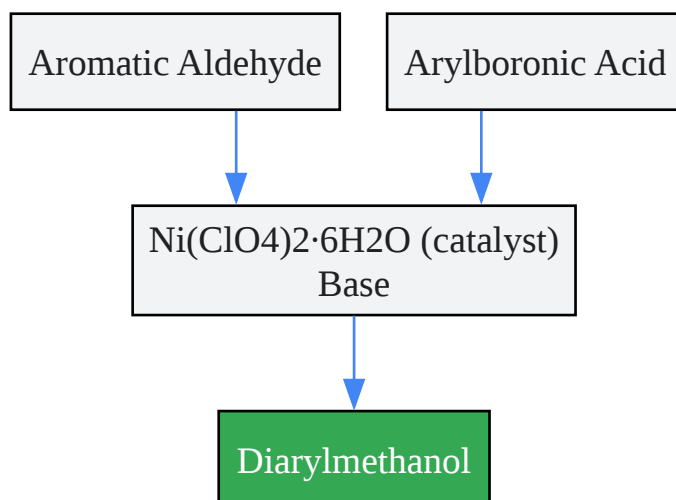 Aromatic Aldehyde
Arylboronic Acid
Ni(ClO4)2·6H2O (catalyst)
Base
Diarylmethanol